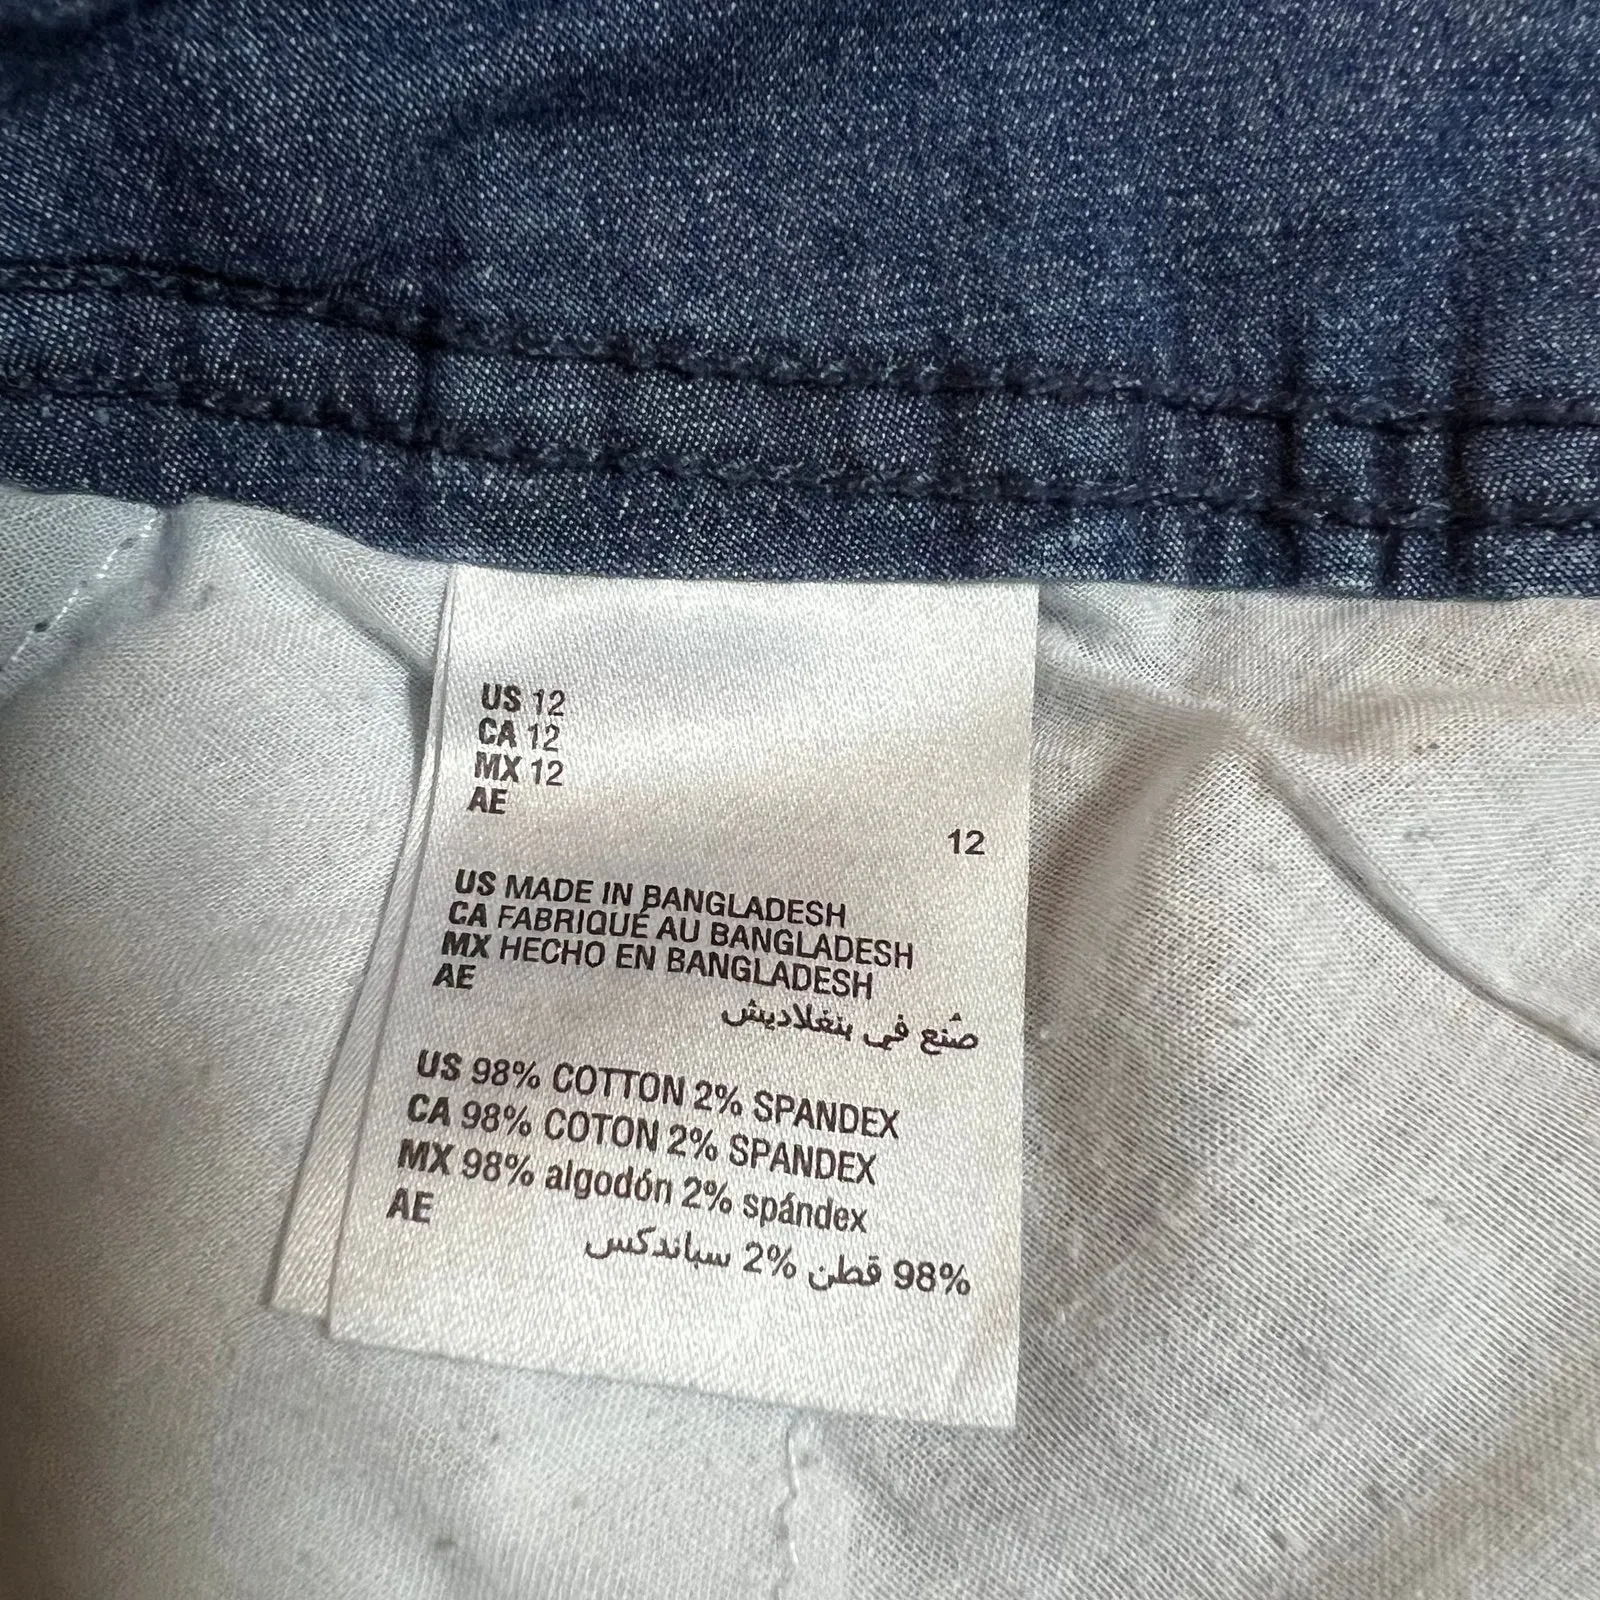 US 12
CA 12
MX 12
AE
12
US MADE IN BANGLADESH
CA FABRIQUÉ AU BANGLADESH
MX HECHO EN BANGLADESH
AE
صُنع في بنغلاديش
US 98% COTTON 2% SPANDEX
CA 98% COTON 2% SPANDEX
MX 98% algodón 2% spándex
AE
98% قطن 2% سباندكس